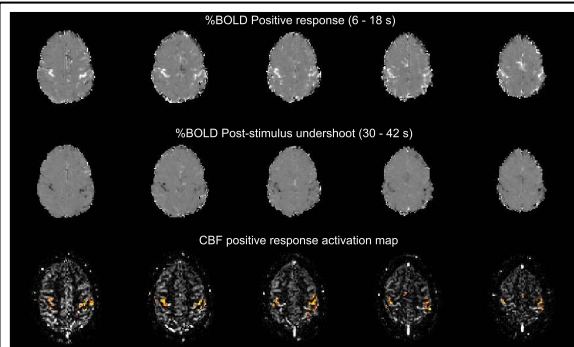 %BOLD Positive response (6 - 18 s)
%BOLD Post-stimulus undershoot (30 - 42 s)
CBF positive response activation map